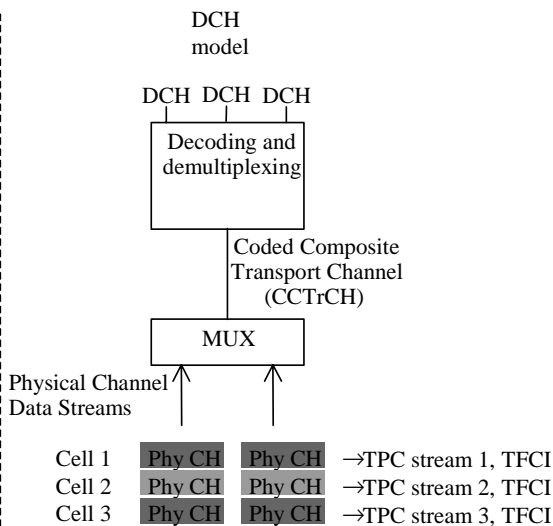 DCH
model
DCH DCH DCH
Decoding and
demultiplexing
Coded Composite
Transport Channel
(CCTrCH)
MUX
Physical Channel
Data Streams
Cell 1 Phy CH Phy CH →TPC stream 1, TFCI
Cell 2 Phy CH Phy CH →TPC stream 2, TFCI
Cell 3 Phy CH Phy CH →TPC stream 3, TFCI